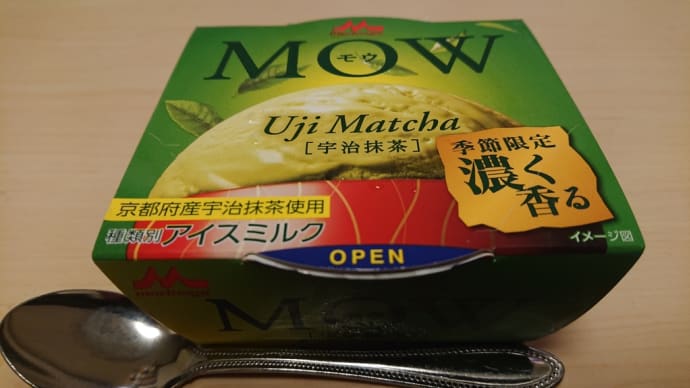 MOW
モウ
Uji Matcha
[宇治抹茶]
季節限定
濃く
香る
京都府産宇治抹茶使用
種類別 アイスミルク
イメージ図
OPEN
morinaga
MOW